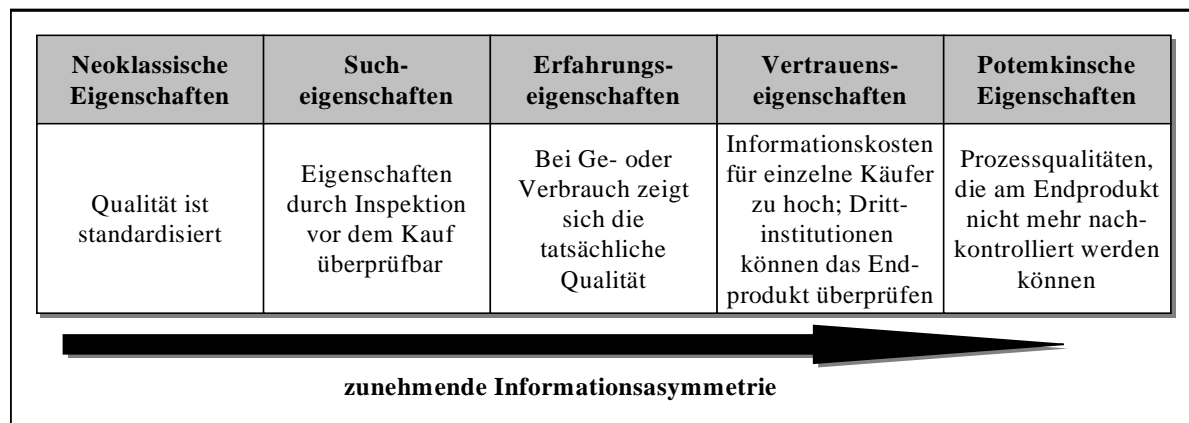 Neoklassische
Eigenschaften
Such-
eigenschaften
Erfahrungs-
eigenschaften
Vertrauens-
eigenschaften
Potemkinsche
Eigenschaften
Qualität ist
standardisiert
Eigenschaften
durch Inspektion
vor dem Kauf
überprüfbar
Bei Ge- oder
Verbrauch zeigt
sich die
tatsächliche
Qualität
Informationskosten
für einzelne Käufer
zu hoch; Dritt-
institutionen
können das End-
produkt überprüfen
Prozessqualitäten,
die am Endprodukt
nicht mehr nach-
kontrolliert werden
können
zunehmende Informationsasymmetrie